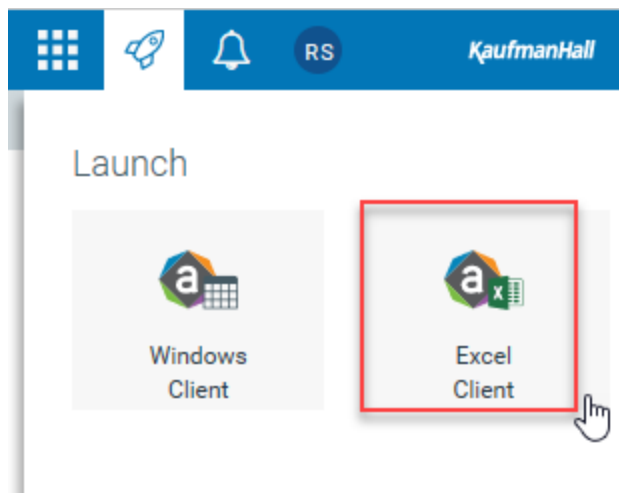 RS
KaufmanHall
Launch
a
Windows
Client
a
X
Excel
Client